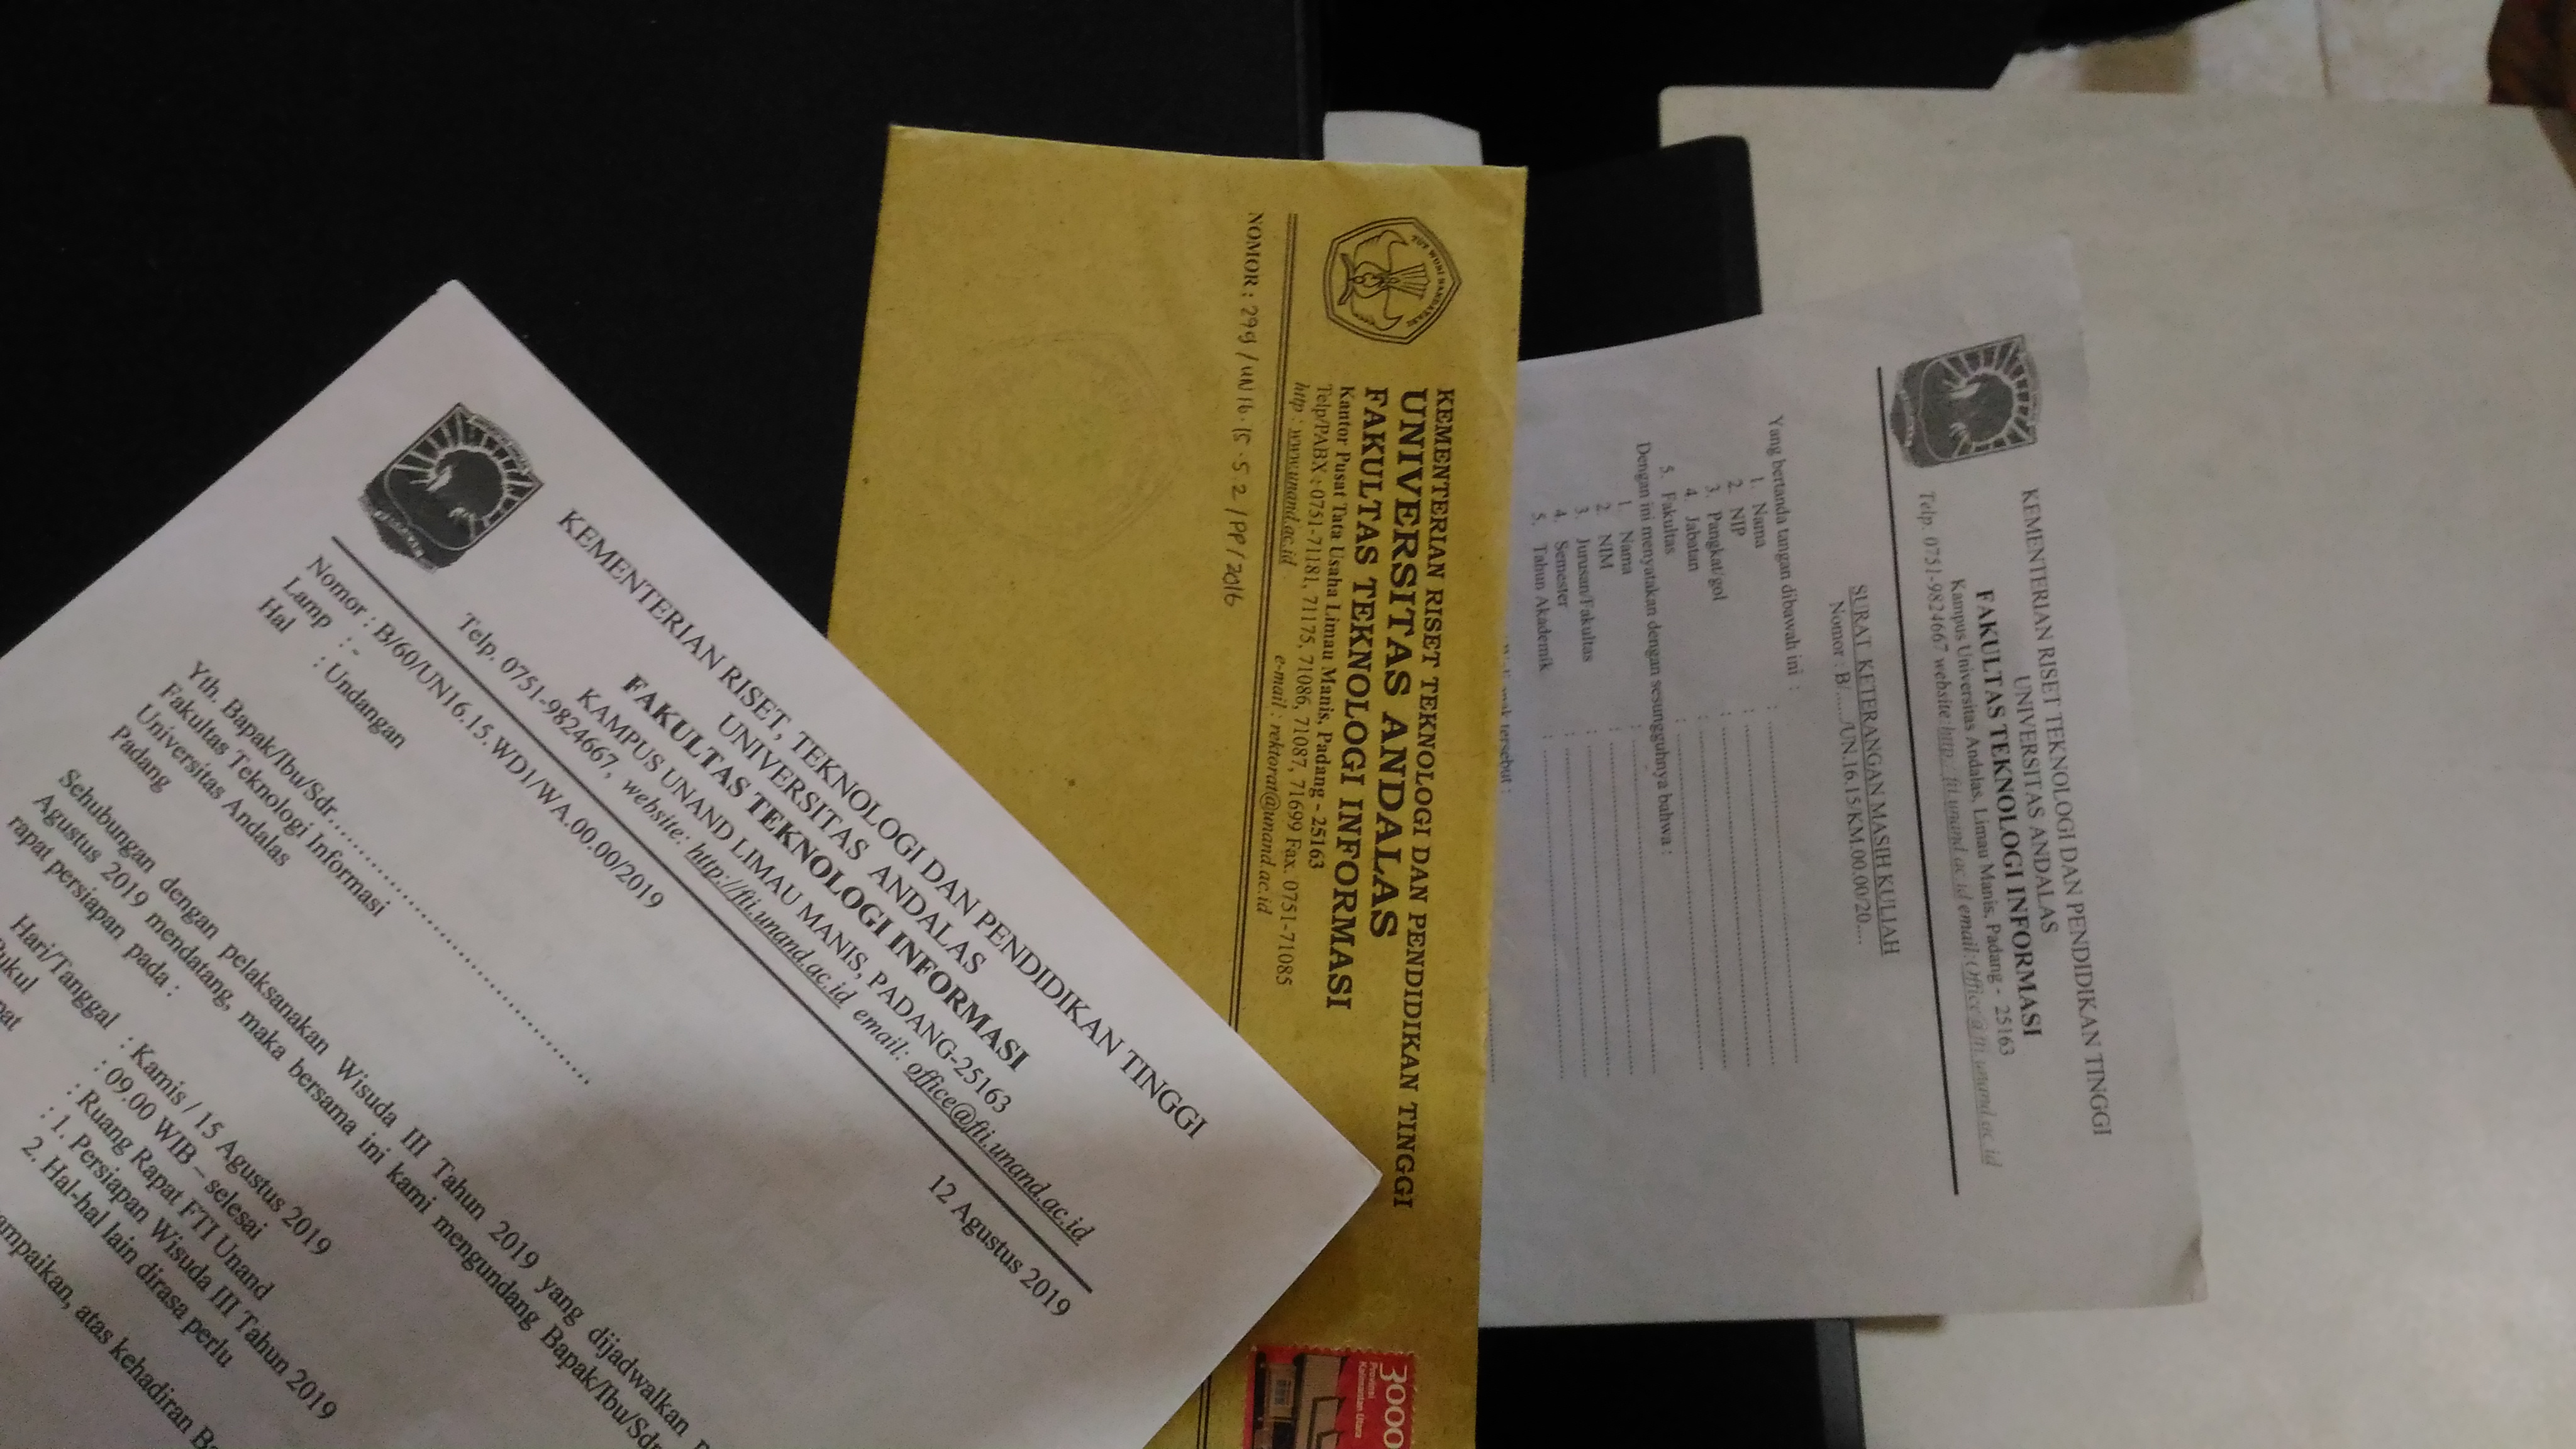 KEMENTERIAN RISET, TEKNOLOGI DAN PENDIDIKAN TINGGI
UNIVERSITAS ANDALAS
FAKULTAS TEKNOLOGI INFORMASI
KAMPUS UNAND LIMAU MANIS, PADANG-25163
Telp. 0751-9824667, website: http://fti.unand.ac.id email: office@fti.unand.ac.id
Nomor : B/60/UN16.15.WD1/WA.00.00/2019
12 Agustus 2019
Lamp : -
Hal : Undangan
Yth. Bapak/Ibu/Sdr.
Fakultas Teknologi Informasi
Universitas Andalas
Padang
Sehubungan dengan pelaksanakan Wisuda III Tahun 2019 yang dijadwalkan
Agustus 2019 mendatang, maka bersama ini kami mengundang Bapak/Ibu/Sdr
rapat persiapan pada :
Hari/Tanggal : Kamis / 15 Agustus 2019
: 09.00 WIB – selesai
: Ruang Rapat FTI Unand
: 1. Persiapan Wisuda III Tahun 2019
2. Hal-hal lain dirasa perlu
atas kehadiran
TUT WURI HANDAYANI
KEMENTERIAN RISET TEKNOLOGI DAN PENDIDIKAN TINGGI
UNIVERSITAS ANDALAS
FAKULTAS TEKNOLOGI INFORMASI
Kantor Pusat Tata Usaha Limau Manis, Padang - 25163
Telp/PABX : 0751-71181, 71175, 71086, 71087, 71699 Fax. 0751-71085
http : www.unand.ac.id e-mail : rektorat@unand.ac.id
NOMOR : 299/UN16.15.5.2/PP/2016
3000
Provinsi
Kalimantan Utara
KEMENTERIAN RISET TEKNOLOGI DAN PENDIDIKAN TINGGI
UNIVERSITAS ANDALAS
FAKULTAS TEKNOLOGI INFORMASI
Kampus Universitas Andalas, Limau Manis, Padang - 25163
Telp. 0751-9824667 website:http://fti.unand.ac.id email:Office@fti.unand.ac.id
SURAT KETERANGAN MASIH KULIAH
Nomor : B/...../UN.16.15/KM.00.00/20....
Yang bertanda tangan dibawah ini :
1. Nama :
2. NIP :
3. Pangkat/gol :
4. Jabatan :
5. Fakultas :
Dengan ini menyatakan dengan sesungguhnya bahwa :
1. Nama :
2. NIM :
3. Jurusan/Fakultas :
4. Semester :
5. Tahun Akademik :
tersebut :